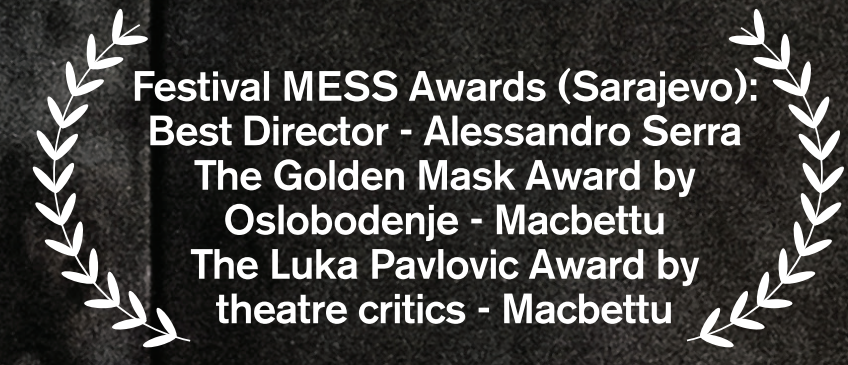 Festival MESS Awards (Sarajevo):
Best Director - Alessandro Serra
The Golden Mask Award by
Oslobodenje - Macbettu
The Luka Pavlovic Award by
theatre critics - Macbettu